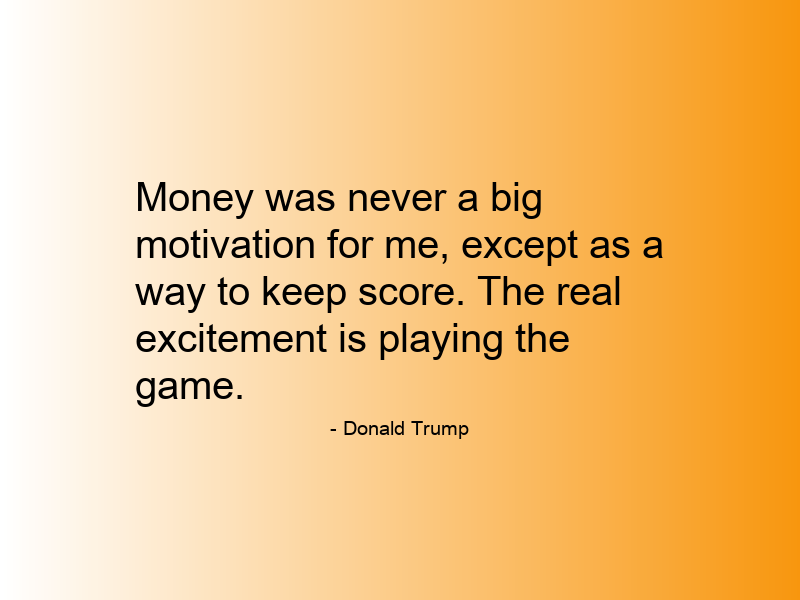 Money was never a big
motivation for me, except as a
way to keep score. The real
excitement is playing the
game.
- Donald Trump